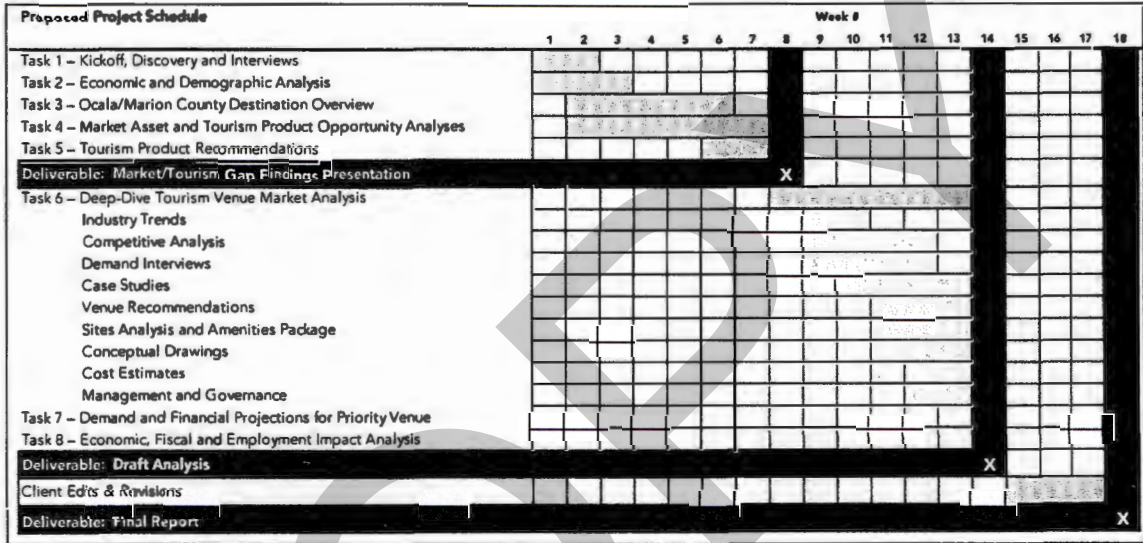 Proposed Project Schedule Week #
1 2 3 4 5 6 7 8 9 10 11 12 13 14 15 16 17 18
Task 1 – Kickoff, Discovery and Interviews
Task 2 – Economic and Demographic Analysis
Task 3 – Ocala/Marion County Destination Overview
Task 4 – Market Asset and Tourism Product Opportunity Analyses
Task 5 – Tourism Product Recommendations
Deliverable: Market/Tourism Gap Findings Presentation X
Task 6 – Deep-Dive Tourism Venue Market Analysis
Industry Trends
Competitive Analysis
Demand Interviews
Case Studies
Venue Recommendations
Sites Analysis and Amenities Package
Conceptual Drawings
Cost Estimates
Management and Governance
Task 7 – Demand and Financial Projections for Priority Venue
Task 8 – Economic, Fiscal and Employment Impact Analysis
Deliverable: Draft Analysis X
Client Edits & Revisions
Deliverable: Final Report X